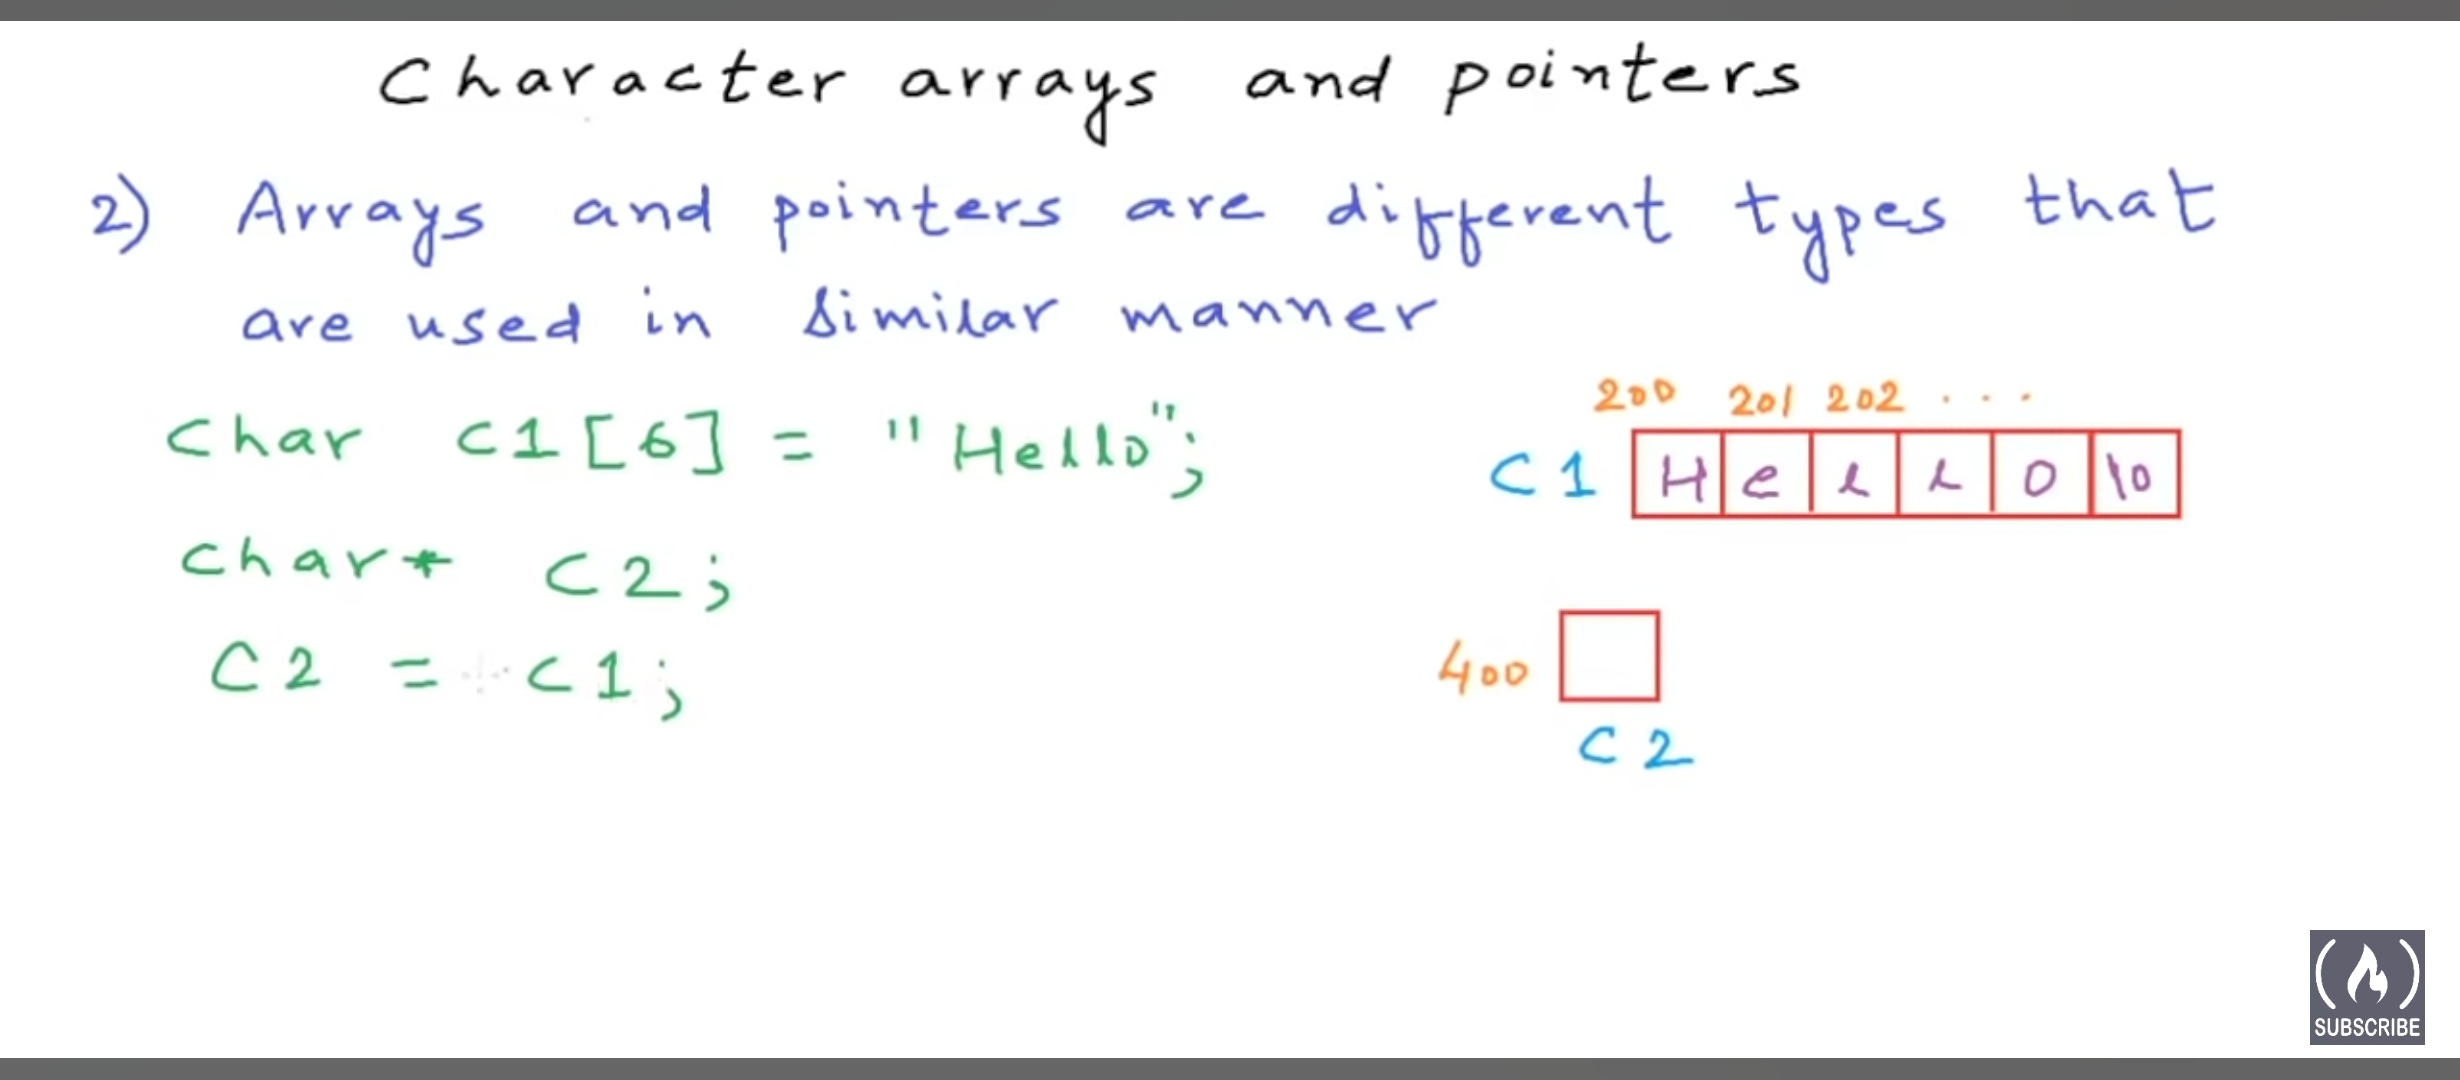 Character arrays and pointers
2) Arrays and pointers are different types that
are used in similar manner
200 201 202 . . .
Char C1[6] = "Hello";
C1 H e l l o \0
Char* C2;
C2 = C1;
400
C2
SUBSCRIBE